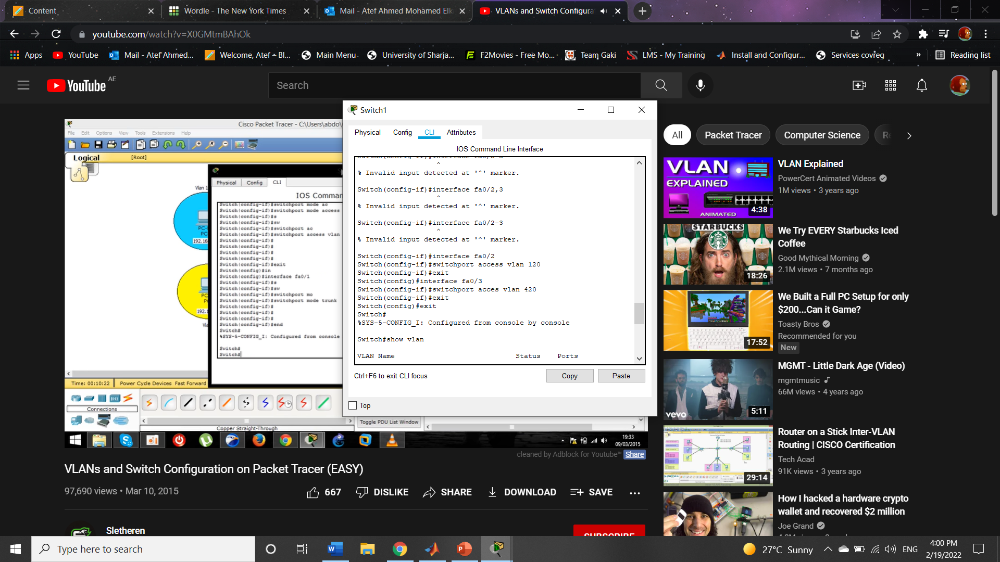 Content
Wordle - The New York Times
Mail - Atef Ahmed Mohamed Elk
VLANs and Switch Configura
youtube.com/watch?v=X0GMtmBAhOk
Apps
YouTube
Mail - Atef Ahmed...
Welcome, Atef – Bl...
Main Menu
University of Sharja...
F2Movies - Free Mo...
Team Gaki
LMS - My Training
Install and Configur...
Services covreg
»
Reading list
YouTube AE
Search
Cisco Packet Tracer - C:\Users\abdo\
File Edit Options View Tools Extensions Help
Logical
[Root]
Vlan 1
Physical Config CLI
IOS Comman
Switch(config-if)#switchport mode ac
Switch(config-if)#switchport mode access
Switch(config-if)#s
Switch(config-if)#sw
Switch(config-if)#switchport ac
Switch(config-if)#switchport access vlan
Switch(config-if)#
Switch(config-if)#
Switch(config-if)#
Switch(config-if)#
Switch(config-if)#exit
Switch(config)#in
Switch(config)#interface fa0/1
Switch(config-if)#s
Switch(config-if)#sw
Switch(config-if)#switchport mo
Switch(config-if)#switchport mode trunk
Switch(config-if)#
Switch(config-if)#
Switch(config-if)#
Switch(config-if)#end
Switch#
%SYS-5-CONFIG_I: Configured from console
Switch#
Switch#
192.16
192.1
Time: 00:10:22
Power Cycle Devices Fast Forward
Connections
Copper Straight-Through
Toggle PDU List Window
19:33
09/03/2015
Switch1
Physical
Config
CLI
Attributes
IOS Command Line Interface
^
% Invalid input detected at '^' marker.
Switch(config-if)#interface fa0/2,3
^
% Invalid input detected at '^' marker.
Switch(config-if)#interface fa0/2-3
^
% Invalid input detected at '^' marker.
Switch(config-if)#interface fa0/2
Switch(config-if)#switchport access vlan 120
Switch(config-if)#exit
Switch(config)#interface fa0/3
Switch(config-if)#switchport acces vlan 420
Switch(config-if)#exit
Switch(config)#exit
Switch#
%SYS-5-CONFIG_I: Configured from console by console
Switch#show vlan
VLAN Name Status Ports
Ctrl+F6 to exit CLI focus
Copy
Paste
Top
cleaned by Adblock for Youtube™ Share
VLANs and Switch Configuration on Packet Tracer (EASY)
97,690 views • Mar 10, 2015
667
DISLIKE
SHARE
DOWNLOAD
SAVE
Sletheren
SUBSCRIBE
All
Packet Tracer
Computer Science
VLAN
EXPLAINED
ANIMATED
4:38
VLAN Explained
PowerCert Animated Videos
1M views • 3 years ago
STARBUCKS
18:26
We Try EVERY Starbucks Iced
Coffee
Good Mythical Morning
2.1M views • 7 months ago
17:52
We Built a Full PC Setup for only
$200...Can it Game?
Toasty Bros
Recommended for you
New
vevo
5:11
MGMT - Little Dark Age (Video)
mgmtmusic
66M views • 4 years ago
29:14
Router on a Stick Inter-VLAN
Routing | CISCO Certification
Tech Acad
91K views • 3 years ago
How I hacked a hardware crypto
wallet and recovered $2 million
Joe Grand
Type here to search
27°C Sunny
ENG
4:00 PM
2/19/2022